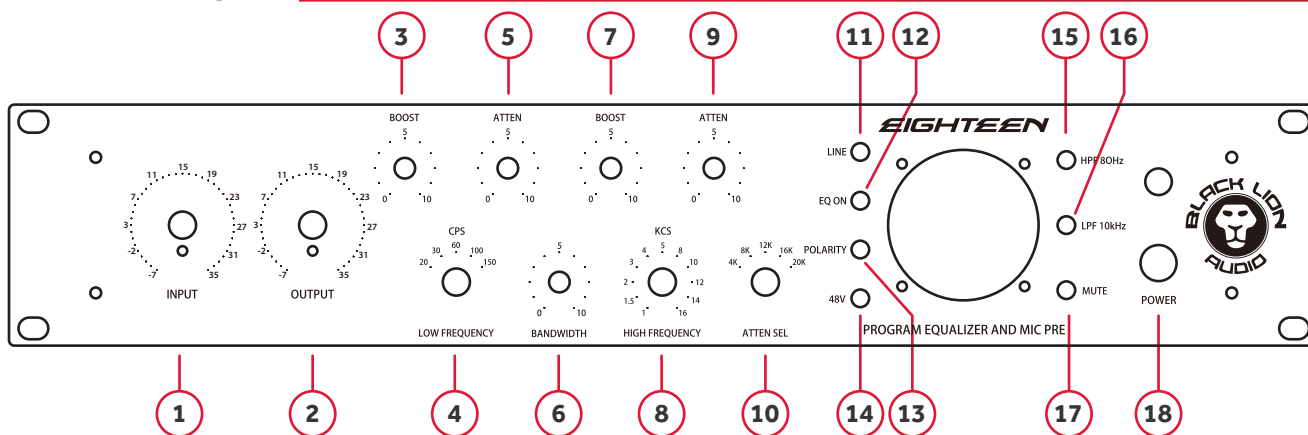 3 5 7 9 11 12 15 16
BOOST ATTEN BOOST ATTEN
5 5 5 5
0 10 0 10 0 10 0 10
EIGHTEEN
LINE
HPF 80Hz
EQ ON
LPF 10kHz
POLARITY
48V
MUTE
POWER
BLACK LION
AUDIO
-7 -2 3 7 11 15 19 23 27 31 35
INPUT
-7 -2 3 7 11 15 19 23 27 31 35
OUTPUT
CPS
20 30 60 100 150
LOW FREQUENCY
0 5 10
BANDWIDTH
KCS
1 1.5 2 3 4 5 8 10 12 14 16
HIGH FREQUENCY
4K 8K 12K 16K 20K
ATTEN SEL
PROGRAM EQUALIZER AND MIC PRE
1 2 4 6 8 10 14 13 17 18